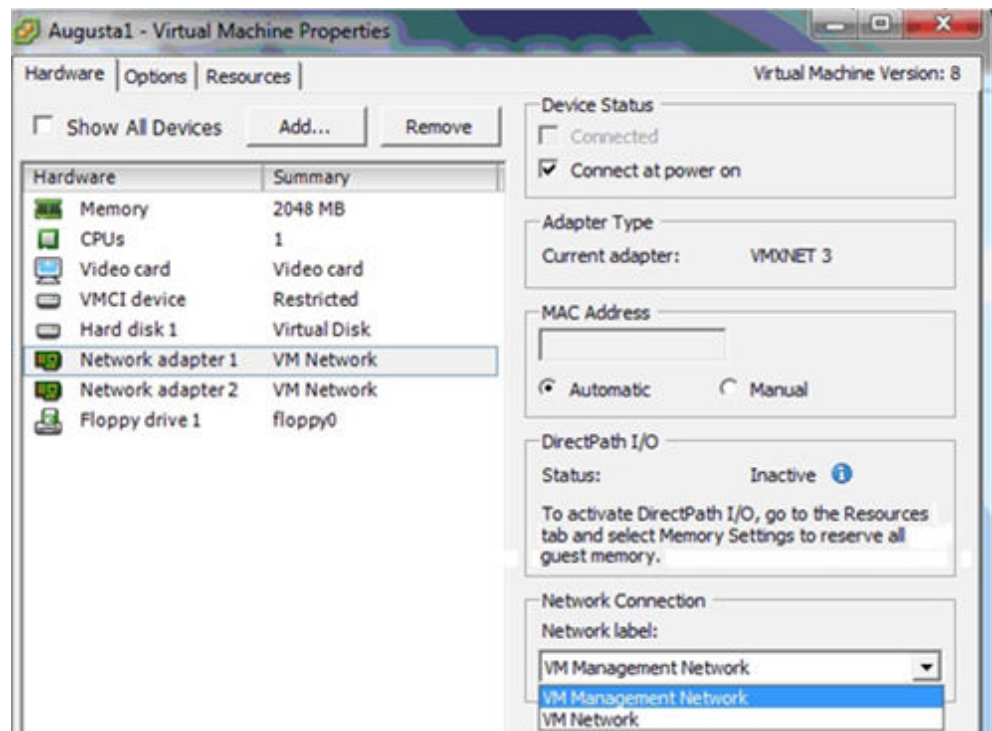 Augusta1 - Virtual Machine Properties
Hardware Options Resources Virtual Machine Version: 8
Show All Devices Add... Remove
Hardware Summary
Memory 2048 MB
CPUs 1
Video card Video card
VMCI device Restricted
Hard disk 1 Virtual Disk
Network adapter 1 VM Network
Network adapter 2 VM Network
Floppy drive 1 floppy0
Device Status
Connected
Connect at power on
Adapter Type
Current adapter: VMXNET 3
MAC Address
Automatic Manual
DirectPath I/O
Status: Inactive
To activate DirectPath I/O, go to the Resources
tab and select Memory Settings to reserve all
guest memory.
Network Connection
Network label:
VM Management Network
VM Management Network
VM Network